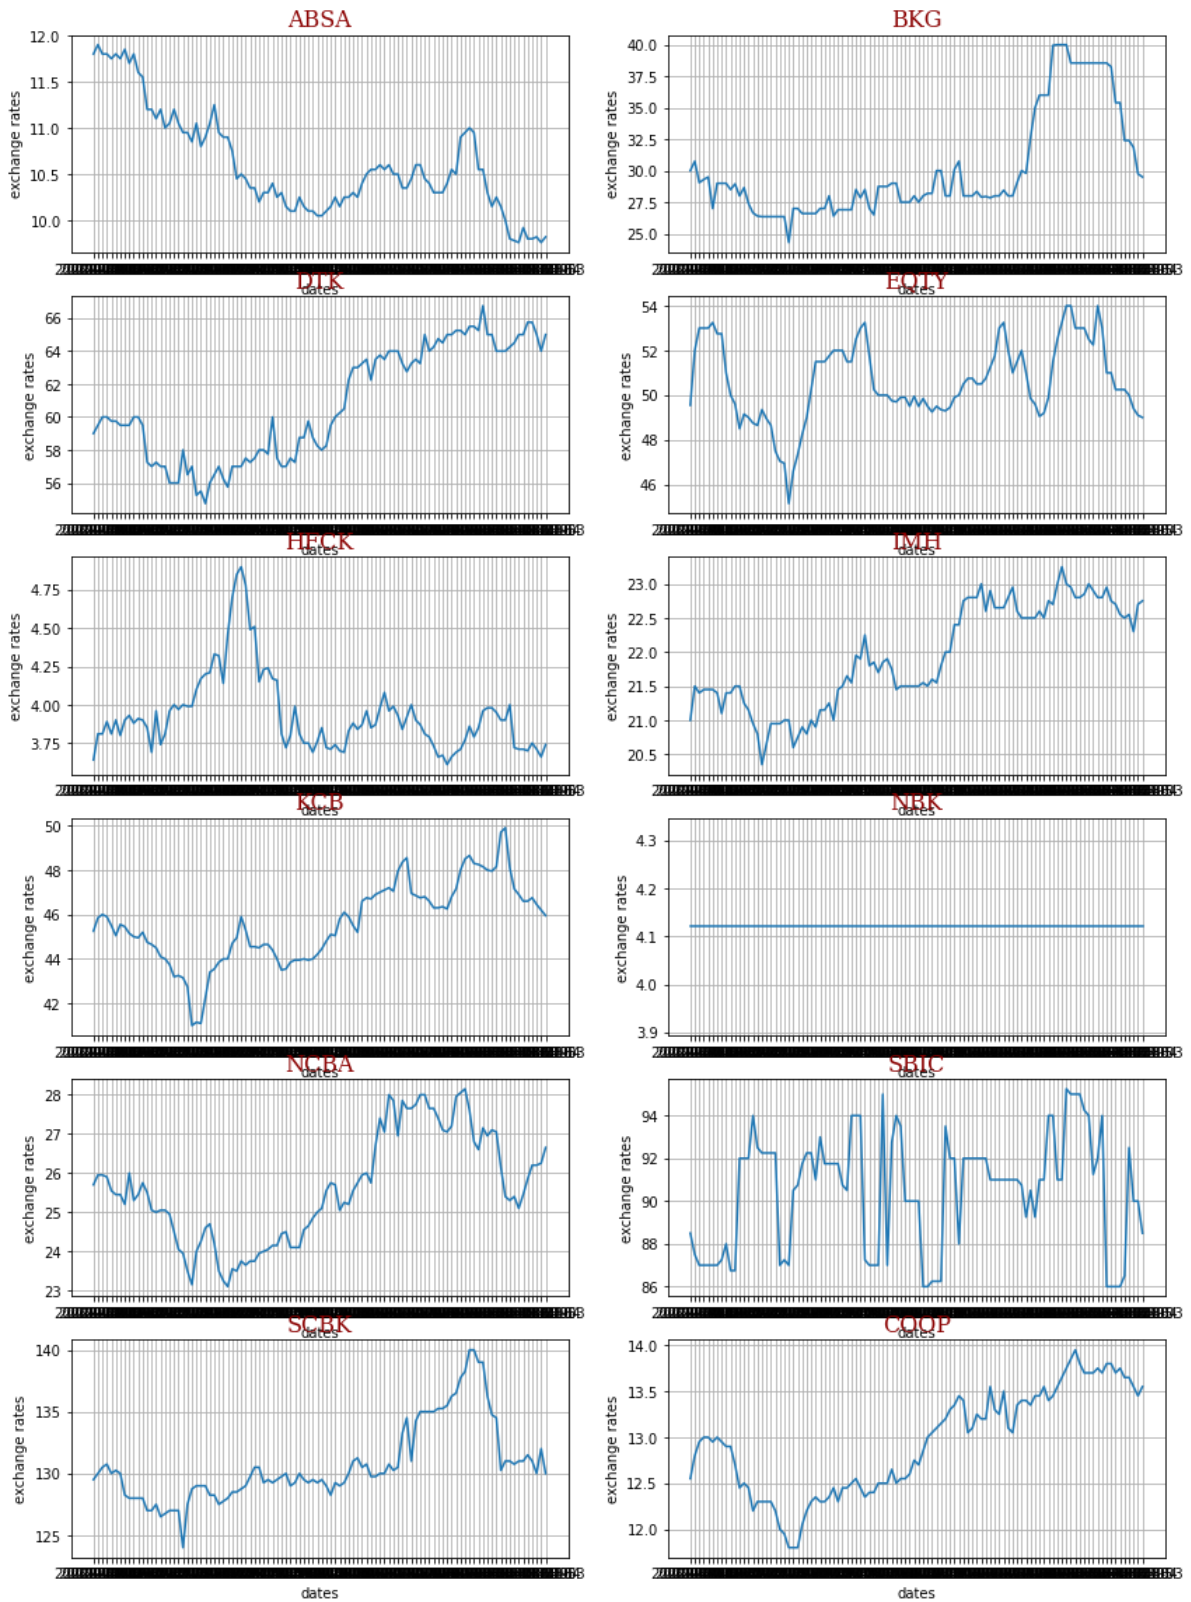 ABSA
12.0
11.5
11.0
10.5
10.0
exchange rates
dates
BKG
40.0
37.5
35.0
32.5
30.0
27.5
25.0
exchange rates
dates
DTK
66
64
62
60
58
56
exchange rates
dates
EQTY
54
52
50
48
46
exchange rates
dates
HFCK
4.75
4.50
4.25
4.00
3.75
exchange rates
dates
IMH
23.0
22.5
22.0
21.5
21.0
20.5
exchange rates
dates
KCB
50
48
46
44
42
exchange rates
dates
NBK
4.3
4.2
4.1
4.0
3.9
exchange rates
dates
NCBA
28
27
26
25
24
23
exchange rates
dates
SBIC
94
92
90
88
86
exchange rates
dates
SCBK
140
135
130
125
exchange rates
dates
COOP
14.0
13.5
13.0
12.5
12.0
exchange rates
dates